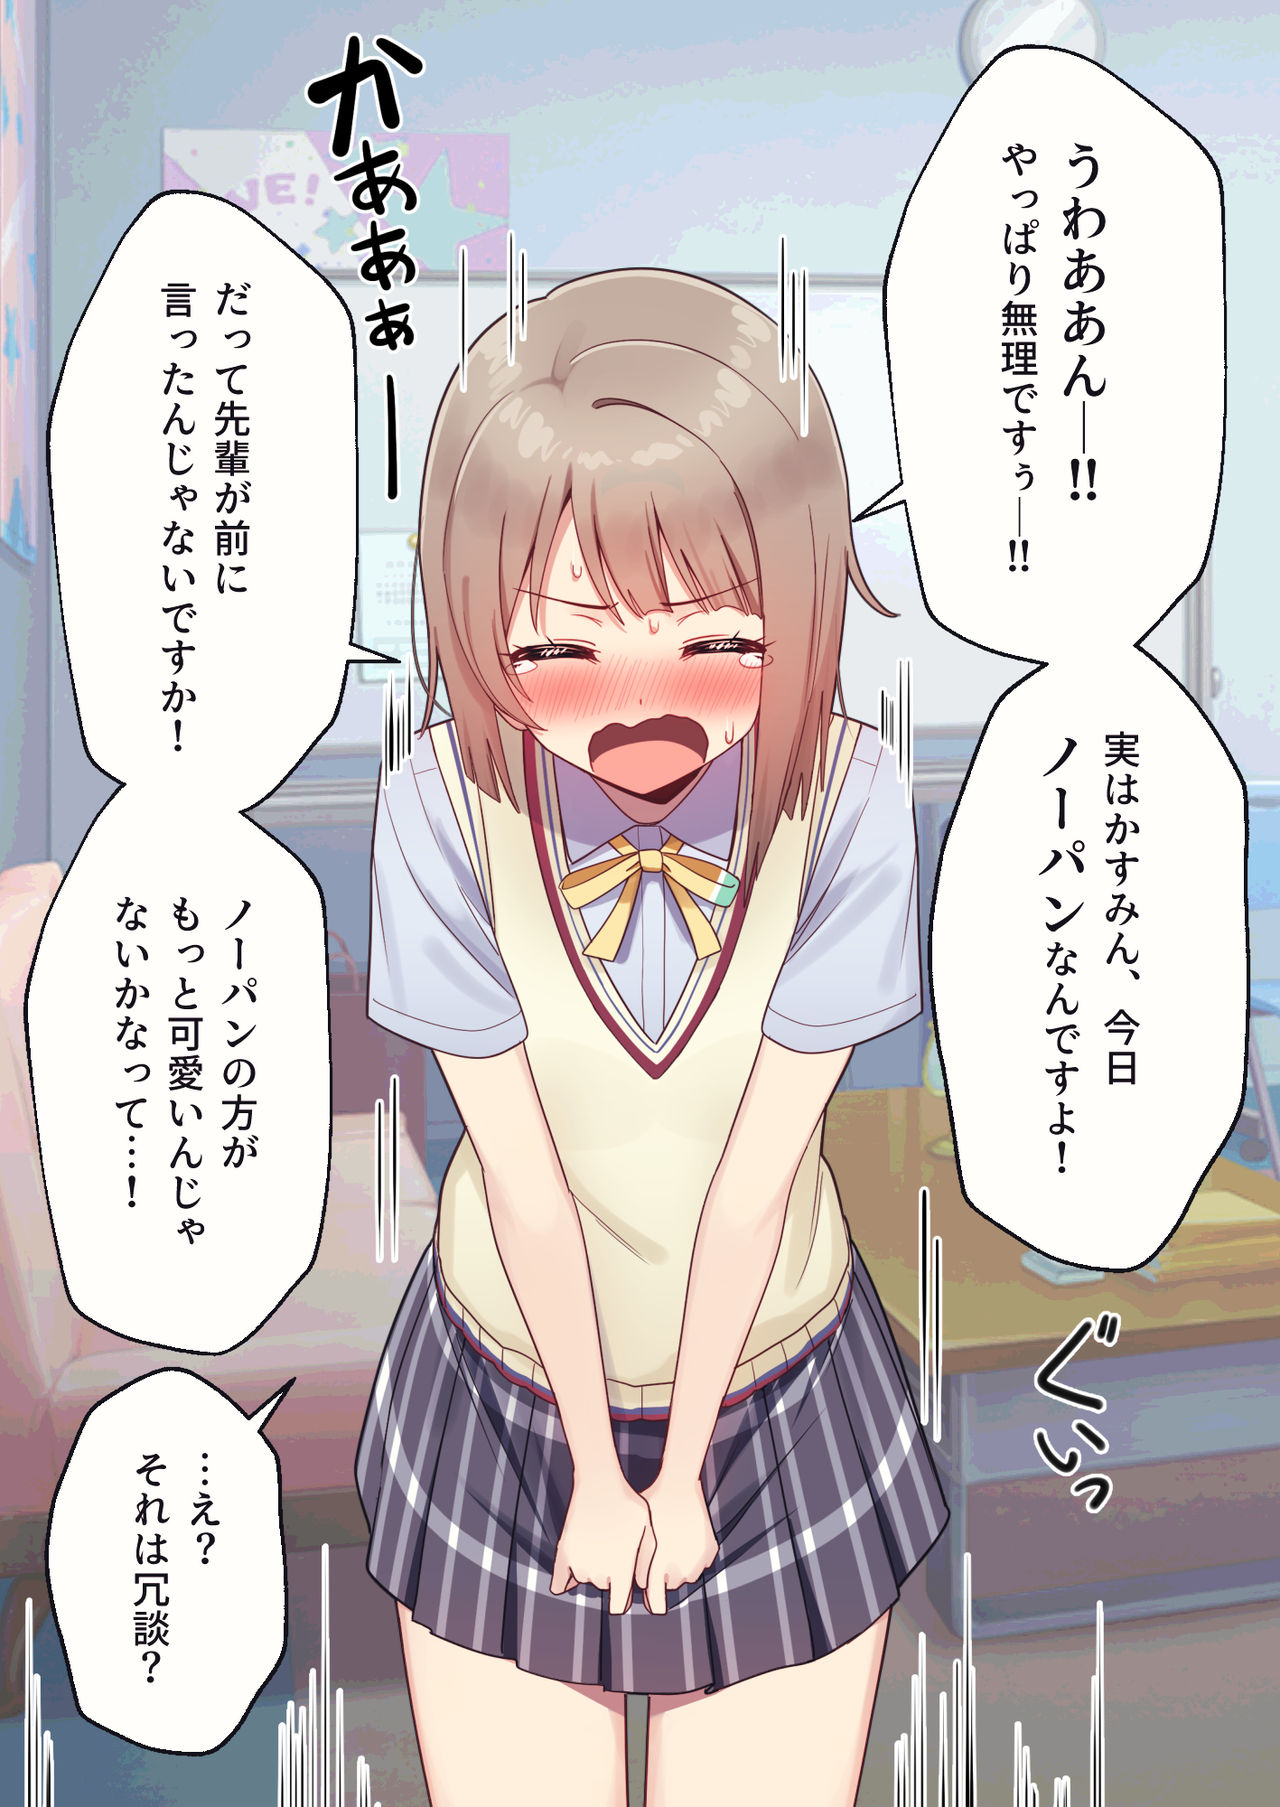 うわああん—!!
やっぱり無理ですぅ—!!
実はかすみん、今日
ノーパンなんですよ！
かあぁあぁー
だって先輩が前に
言ったんじゃないですか！
ノーパンの方が
もっと可愛いんじゃ
ないかなって…！
…え？
それは冗談？
ぐいっ